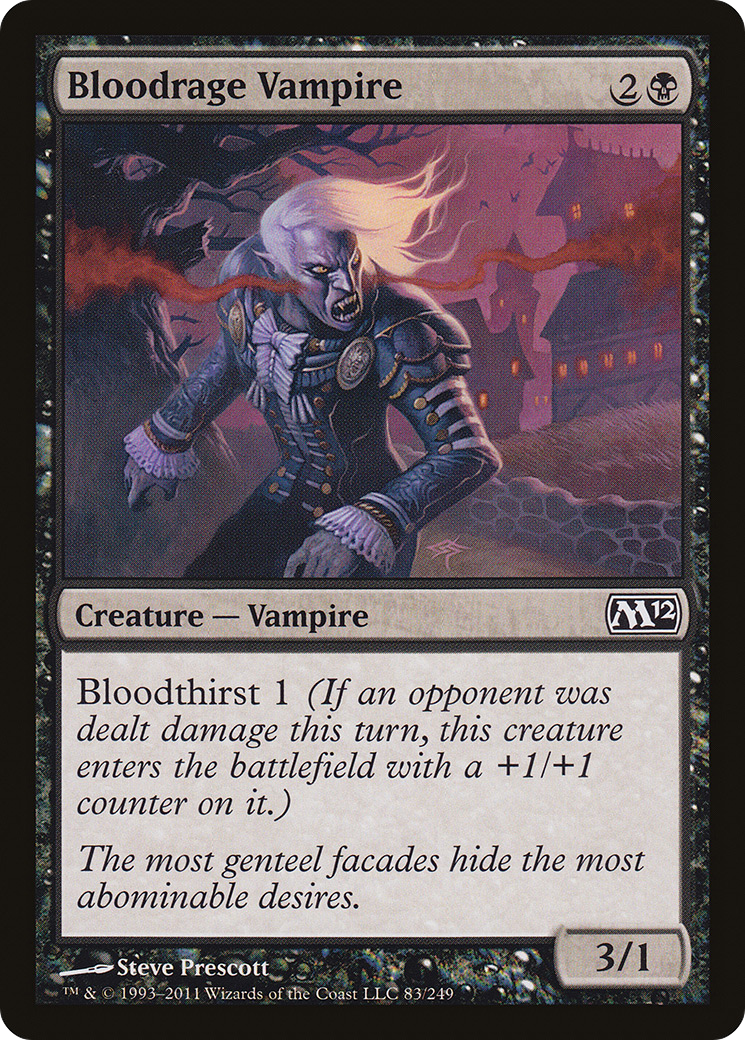 Bloodrage Vampire 2
Creature — Vampire M12
Bloodthirst 1 (If an opponent was
dealt damage this turn, this creature
enters the battlefield with a +1/+1
counter on it.)
The most genteel facades hide the most
abominable desires.
3/1
Steve Prescott
™ & © 1993–2011 Wizards of the Coast LLC 83/249